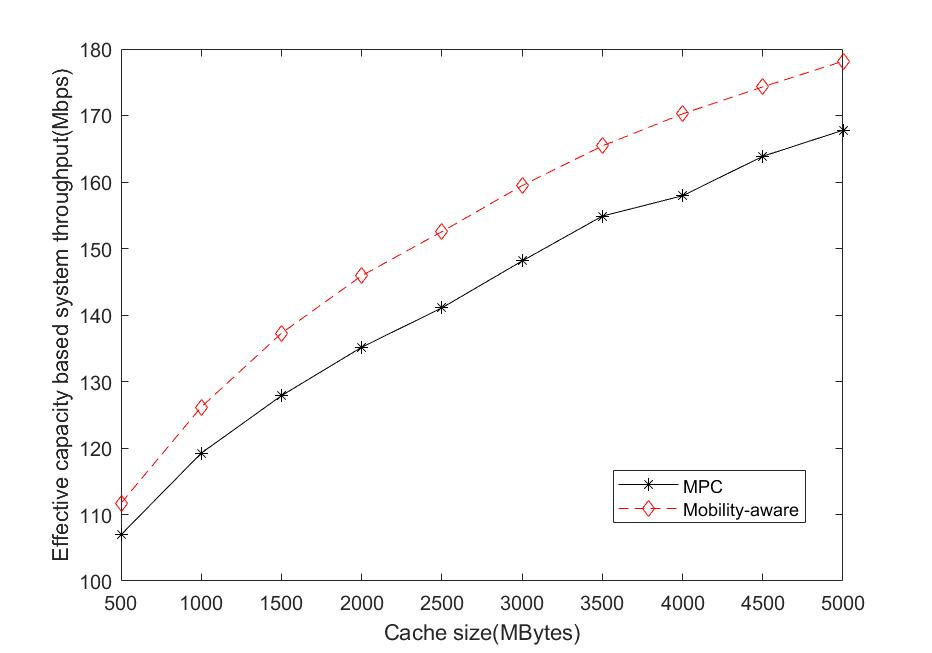 Effective capacity based system throughput(Mbps)
180
170
160
150
140
130
120
110
100
MPC
Mobility-aware
500 1000 1500 2000 2500 3000 3500 4000 4500 5000
Cache size(MBytes)